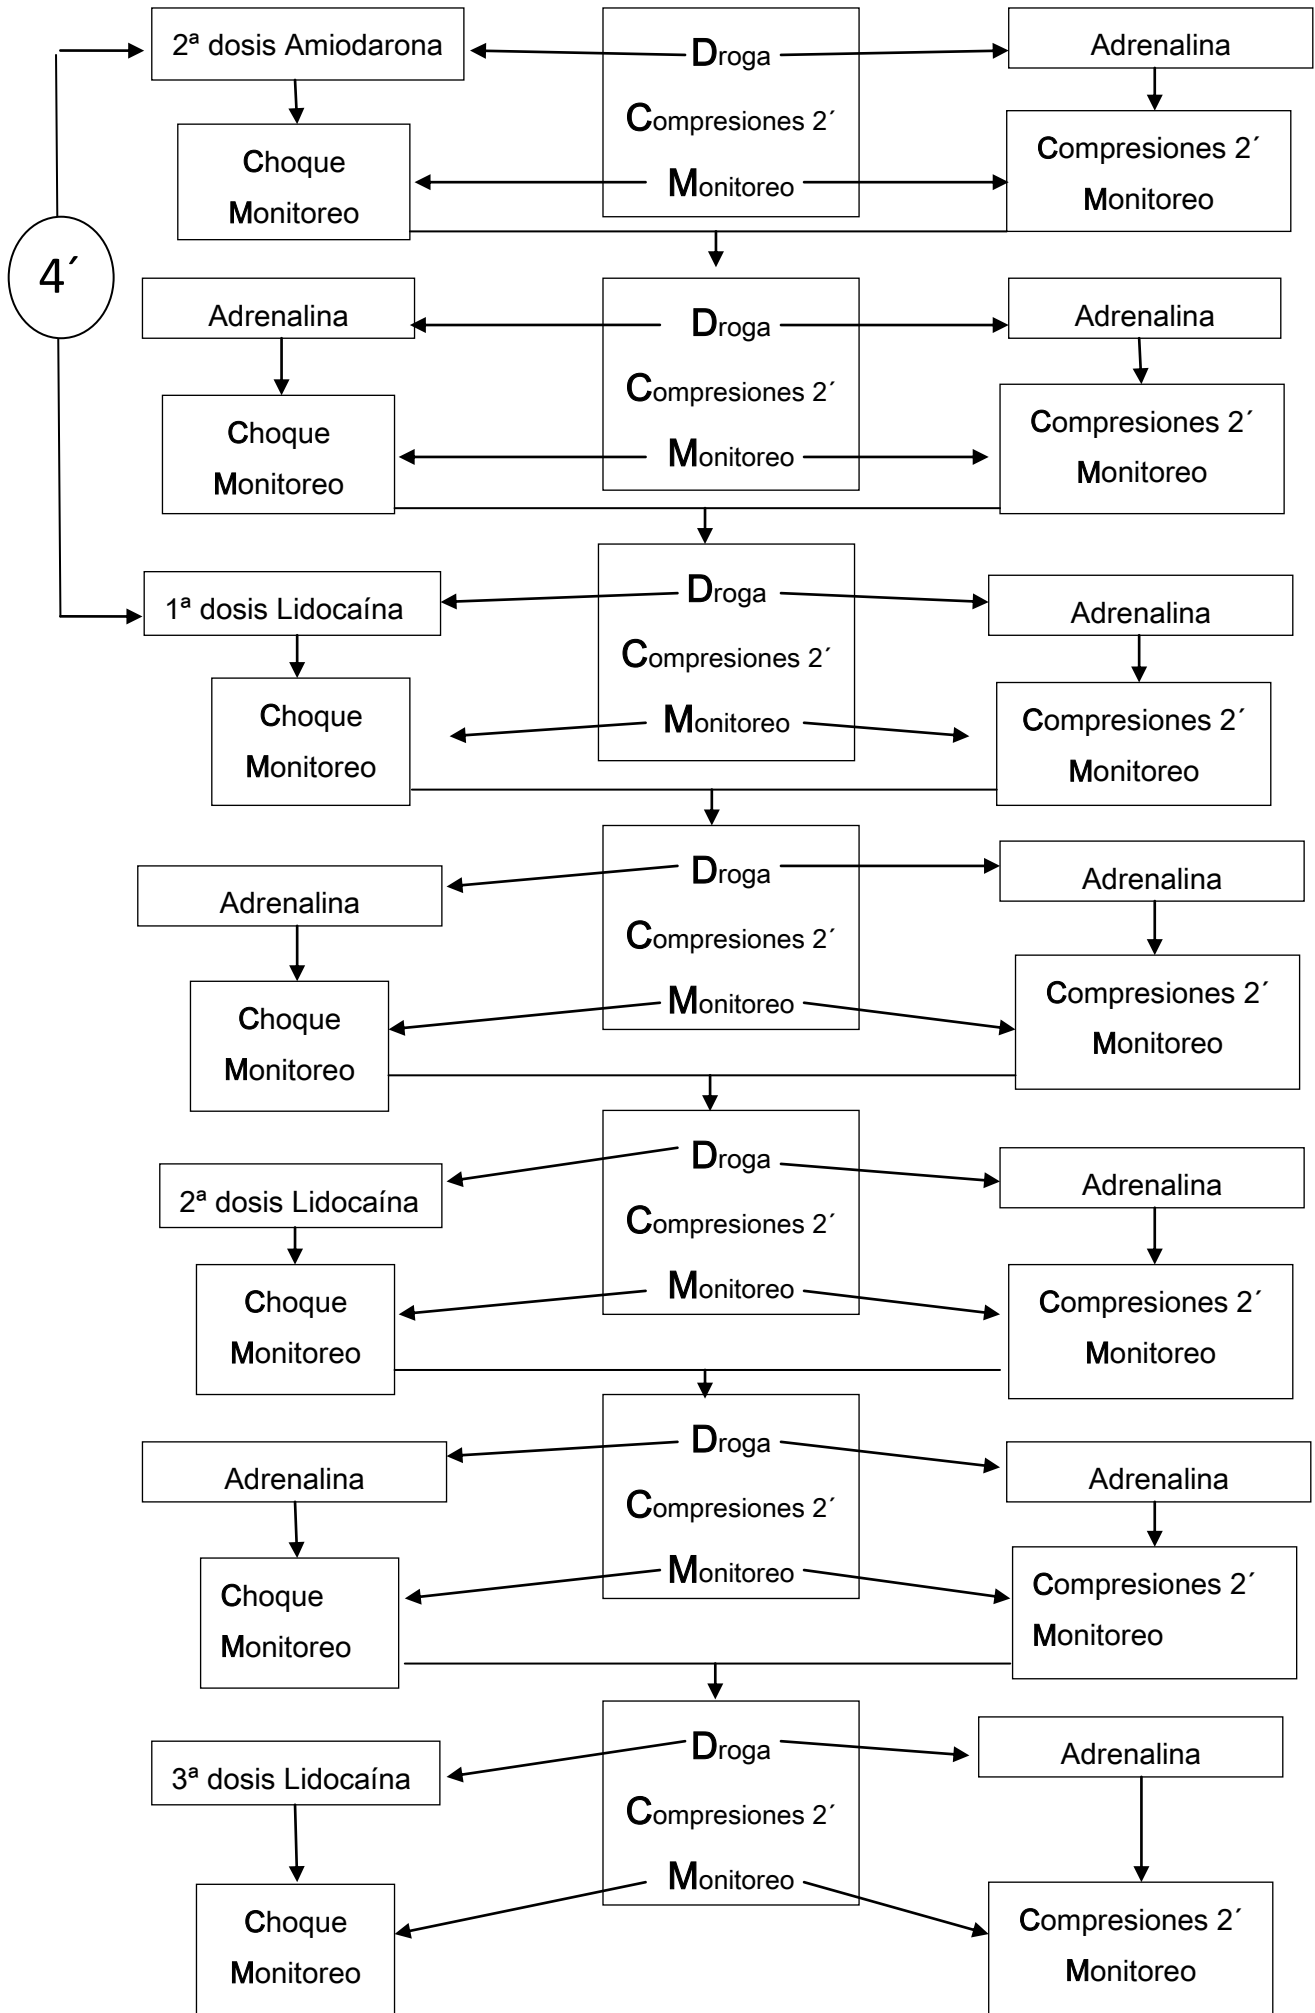 2ª dosis Amiodarona
Droga
Adrenalina
Compresiones 2´
Choque
Monitoreo
Monitoreo
Compresiones 2´
Monitoreo
4´
Adrenalina
Droga
Adrenalina
Compresiones 2´
Choque
Monitoreo
Monitoreo
Compresiones 2´
Monitoreo
1ª dosis Lidocaína
Droga
Adrenalina
Compresiones 2´
Choque
Monitoreo
Monitoreo
Compresiones 2´
Monitoreo
Adrenalina
Droga
Adrenalina
Compresiones 2´
Choque
Monitoreo
Monitoreo
Compresiones 2´
Monitoreo
2ª dosis Lidocaína
Droga
Adrenalina
Compresiones 2´
Choque
Monitoreo
Monitoreo
Compresiones 2´
Monitoreo
Adrenalina
Droga
Adrenalina
Compresiones 2´
Choque
Monitoreo
Monitoreo
Compresiones 2´
Monitoreo
3ª dosis Lidocaína
Droga
Adrenalina
Compresiones 2´
Choque
Monitoreo
Monitoreo
Compresiones 2´
Monitoreo